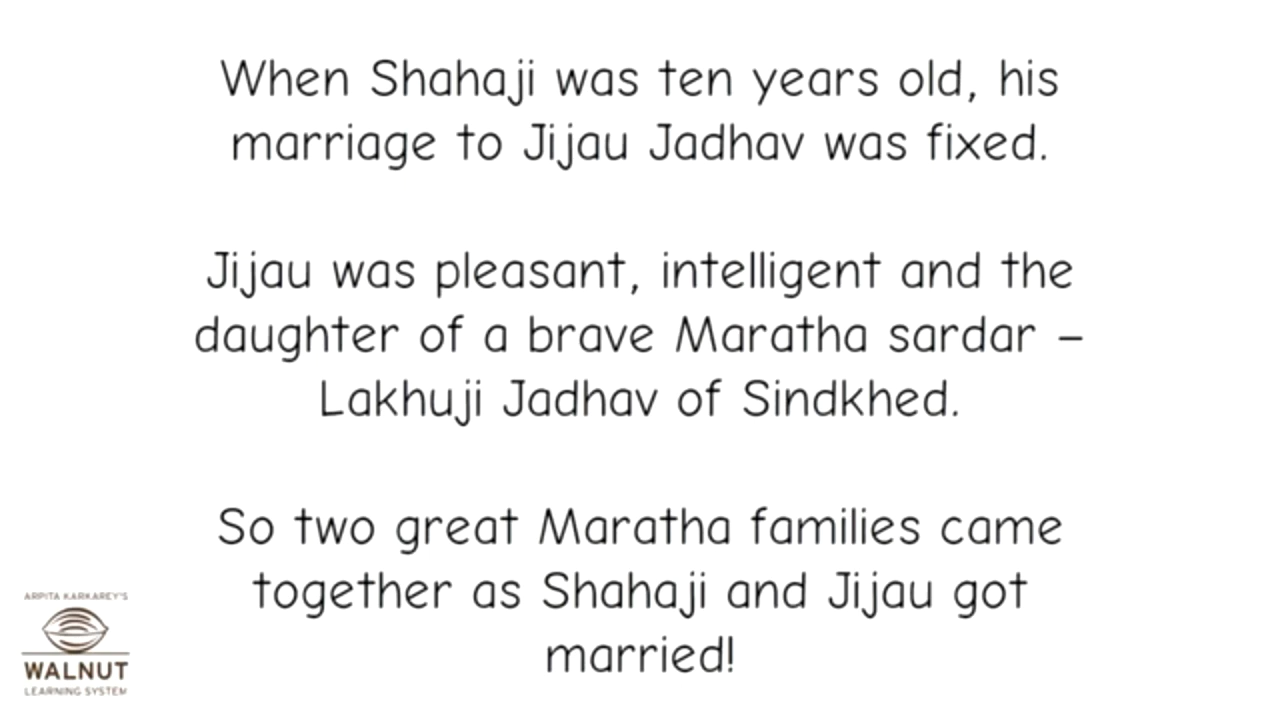 When Shahaji was ten years old, his
marriage to Jijau Jadhav was fixed.
Jijau was pleasant, intelligent and the
daughter of a brave Maratha sardar –
Lakhuji Jadhav of Sindkhed.
So two great Maratha families came
together as Shahaji and Jijau got
married!
ARPITA KARKAREY'S
WALNUT
LEARNING SYSTEM